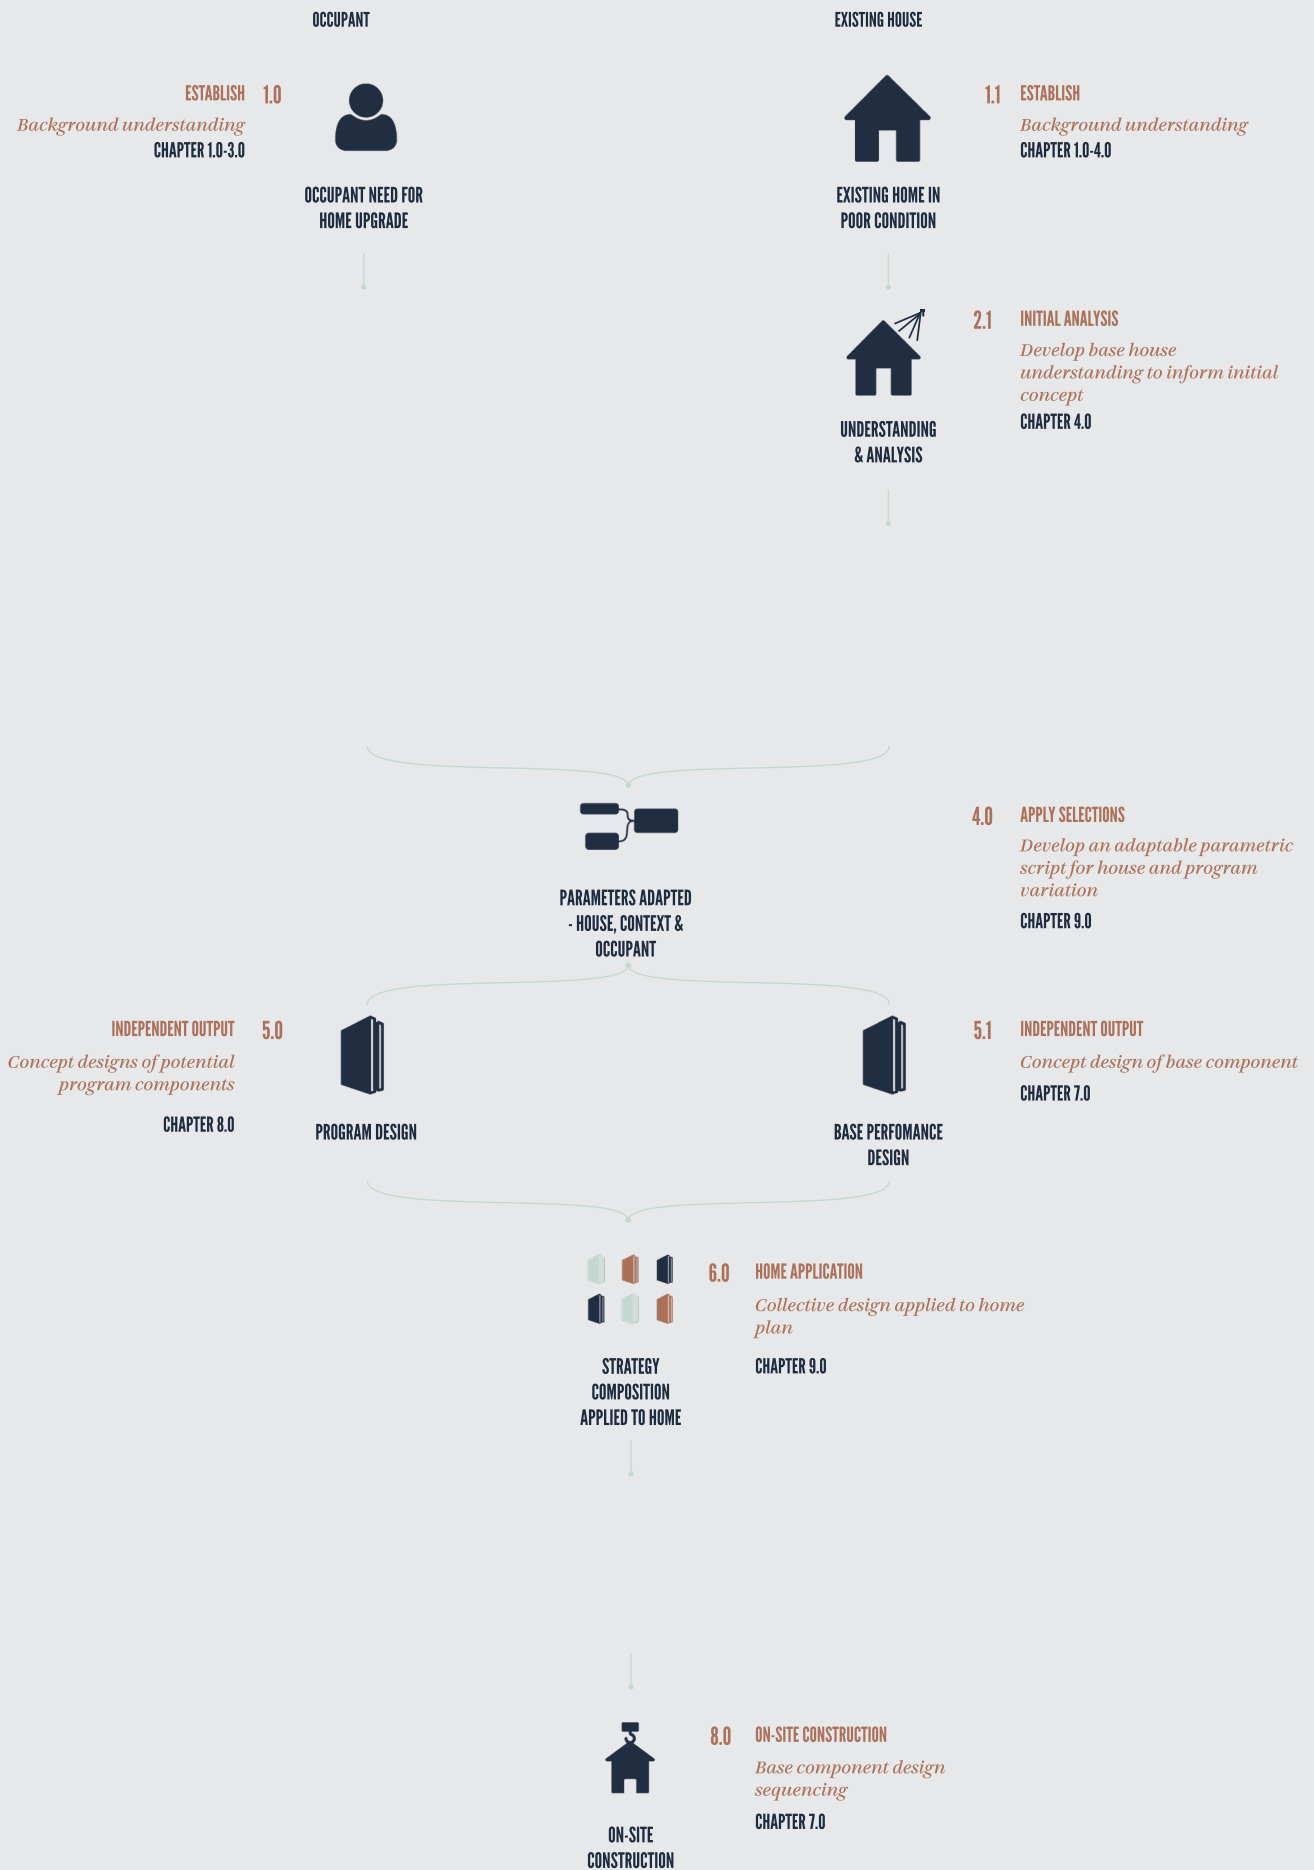 OCCUPANT
EXISTING HOUSE
ESTABLISH 1.0
Background understanding
CHAPTER 1.0-3.0
OCCUPANT NEED FOR
HOME UPGRADE
1.1 ESTABLISH
Background understanding
CHAPTER 1.0-4.0
EXISTING HOME IN
POOR CONDITION
2.1 INITIAL ANALYSIS
Develop base house
understanding to inform initial
concept
CHAPTER 4.0
UNDERSTANDING
& ANALYSIS
4.0 APPLY SELECTIONS
Develop an adaptable parametric
script for house and program
variation
CHAPTER 9.0
PARAMETERS ADAPTED
- HOUSE, CONTEXT &
OCCUPANT
INDEPENDENT OUTPUT 5.0
Concept designs of potential
program components
CHAPTER 8.0
PROGRAM DESIGN
5.1 INDEPENDENT OUTPUT
Concept design of base component
CHAPTER 7.0
BASE PERFOMANCE
DESIGN
6.0 HOME APPLICATION
Collective design applied to home
plan
CHAPTER 9.0
STRATEGY
COMPOSITION
APPLIED TO HOME
8.0 ON-SITE CONSTRUCTION
Base component design
sequencing
CHAPTER 7.0
ON-SITE
CONSTRUCTION